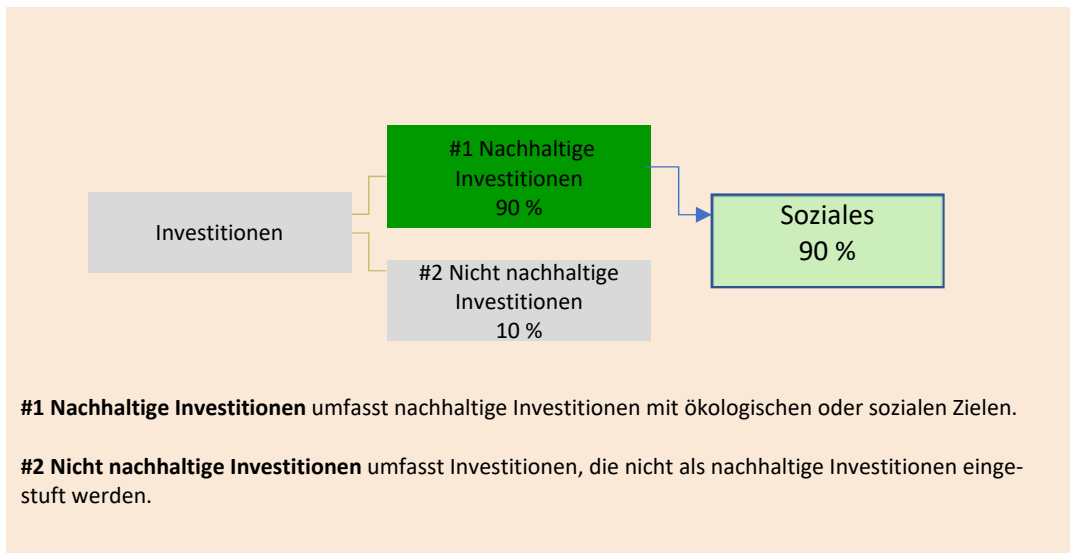 #1 Nachhaltige
Investitionen
90 %
Soziales
90 %
Investitionen
#2 Nicht nachhaltige
Investitionen
10 %
#1 Nachhaltige Investitionen umfasst nachhaltige Investitionen mit ökologischen oder sozialen Zielen.
#2 Nicht nachhaltige Investitionen umfasst Investitionen, die nicht als nachhaltige Investitionen einge-
stuft werden.